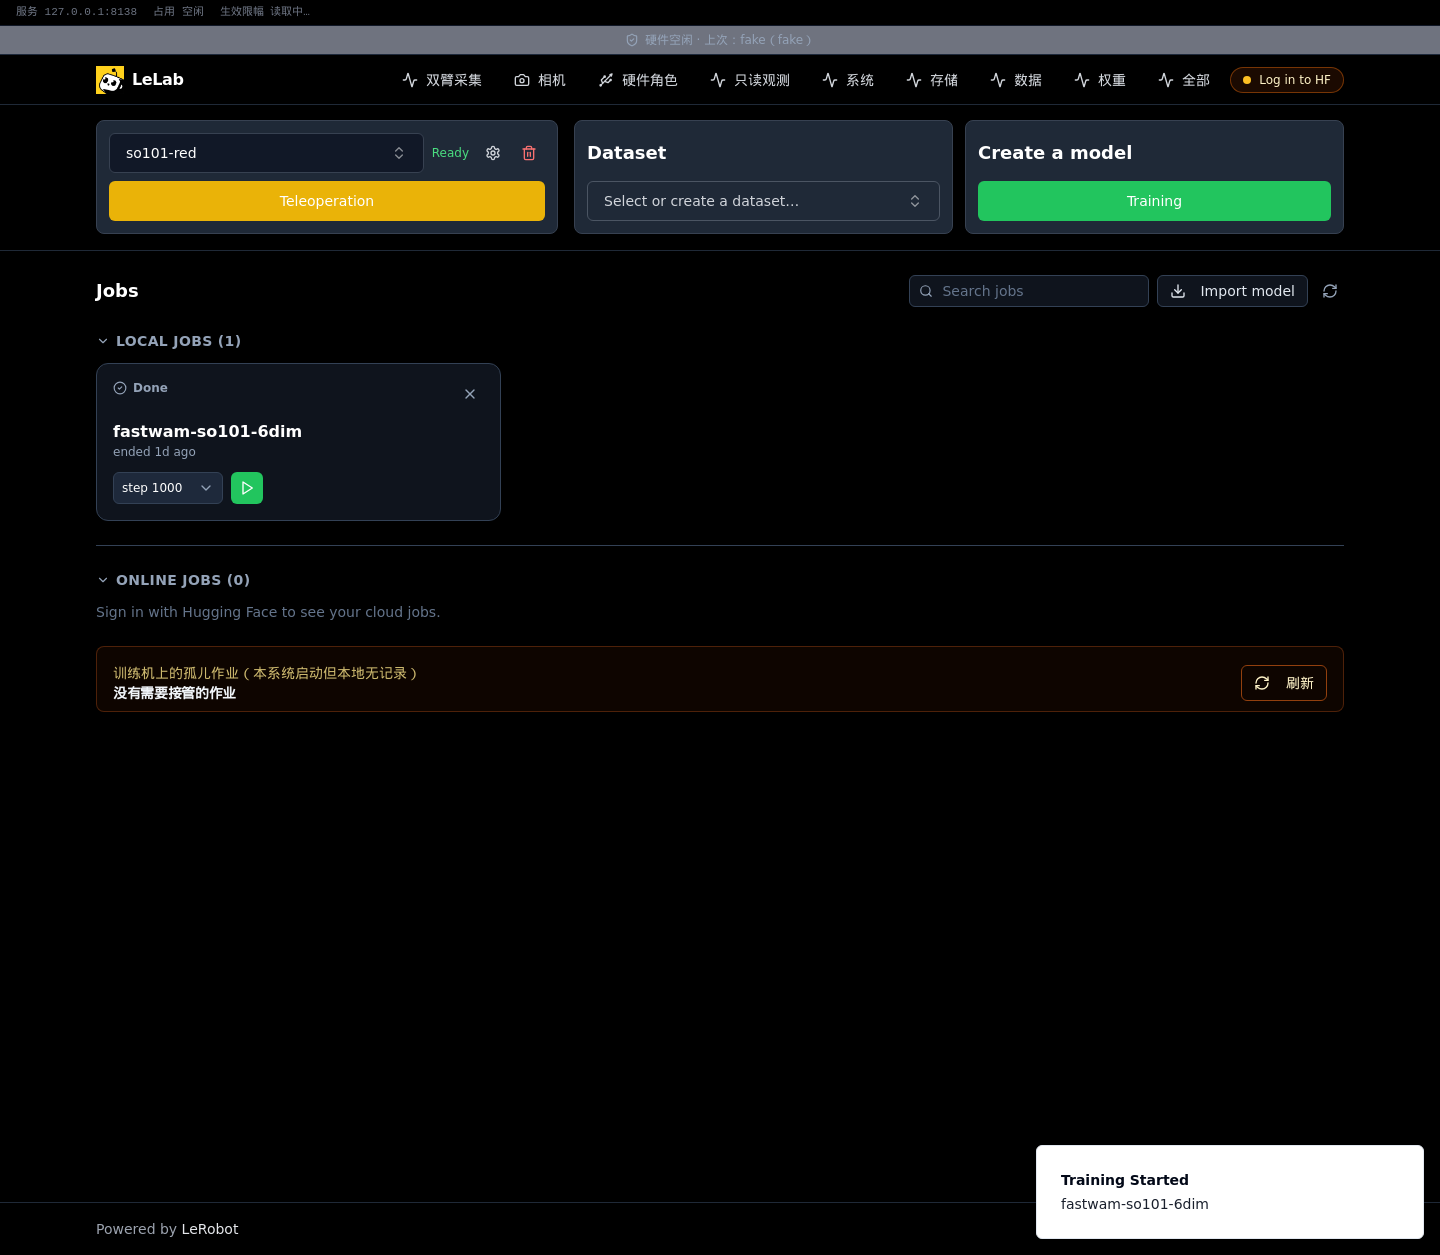 服务 127.0.0.1:8138 占用 空闲 生效限幅 读取中…
硬件空闲 · 上次：fake（fake）
LeLab 双臂采集 相机 硬件角色 只读观测 系统 存储 数据 权重 全部 Log in to HF
so101-red Ready
Teleoperation
Dataset
Select or create a dataset...
Create a model
Training
Jobs
Search jobs
Import model
LOCAL JOBS (1)
Done
fastwam-so101-6dim
ended 1d ago
step 1000
ONLINE JOBS (0)
Sign in with Hugging Face to see your cloud jobs.
训练机上的孤儿作业（本系统启动但本地无记录）
没有需要接管的作业
刷新
Training Started
fastwam-so101-6dim
Powered by LeRobot